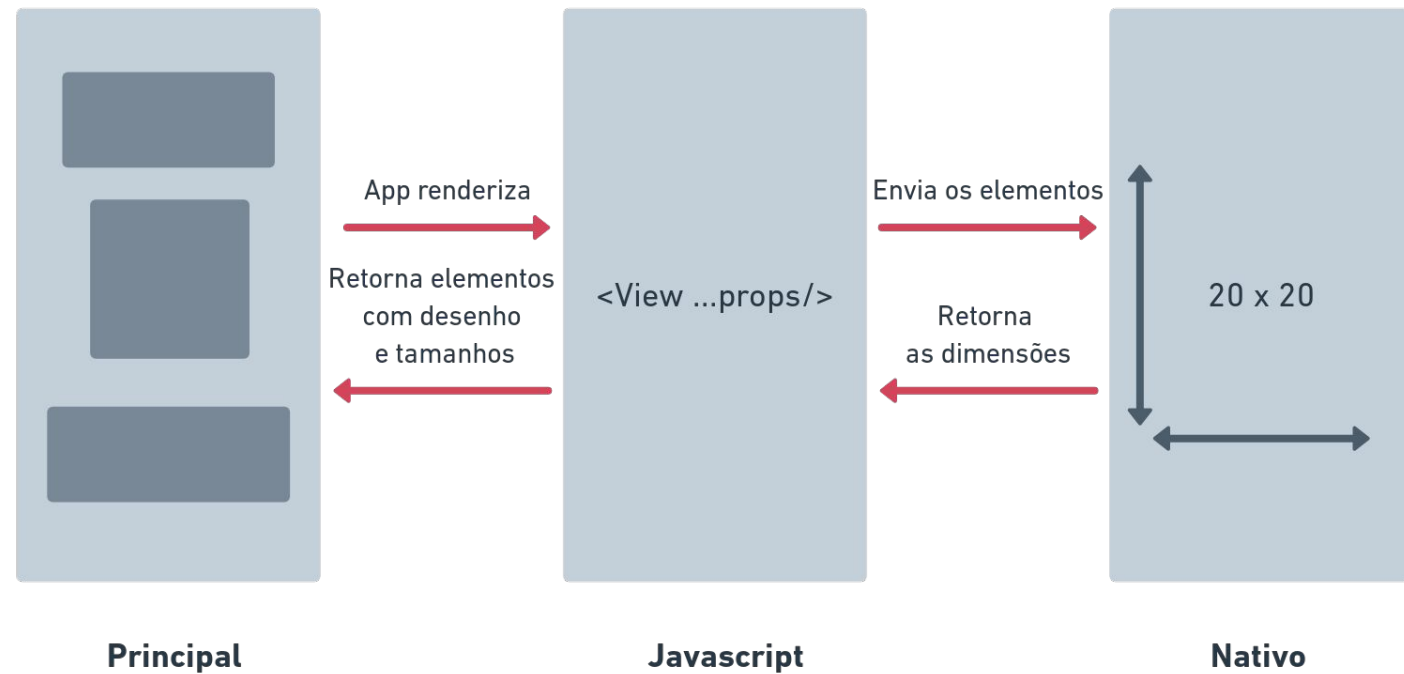 App renderiza
Retorna elementos
com desenho
e tamanhos
<View ...props/>
Envia os elementos
Retorna
as dimensões
20 x 20
Principal
Javascript
Nativo